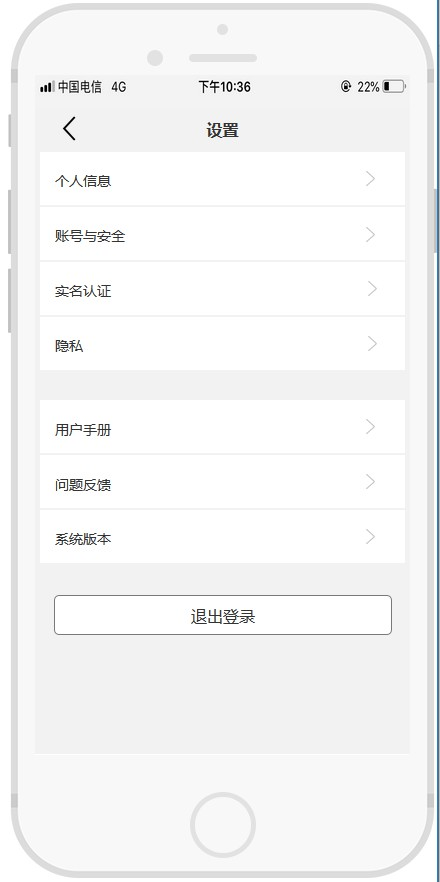 中国电信 4G 下午10:36 22%
设置
个人信息
账号与安全
实名认证
隐私
用户手册
问题反馈
系统版本
退出登录